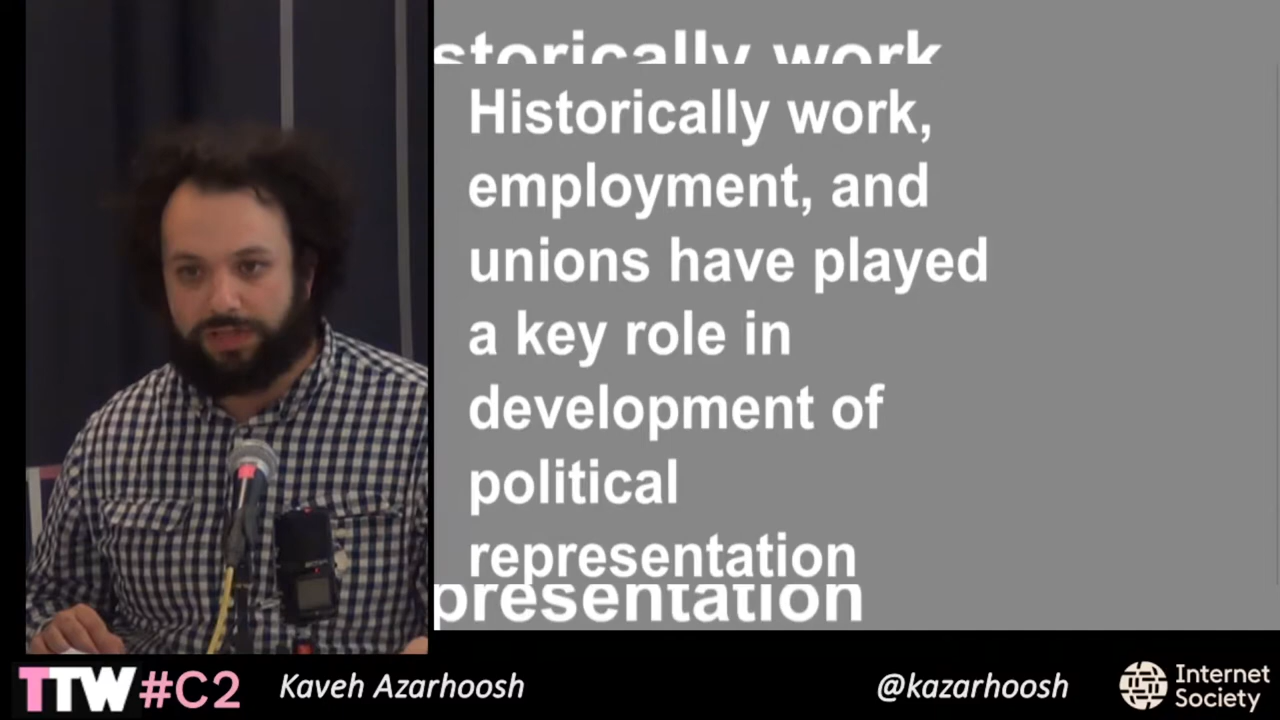 storically work
Historically work,
employment, and
unions have played
a key role in
development of
political
representation
presentation
TTW#C2
Kaveh Azarhoosh
@kazarhoosh
Internet
Society